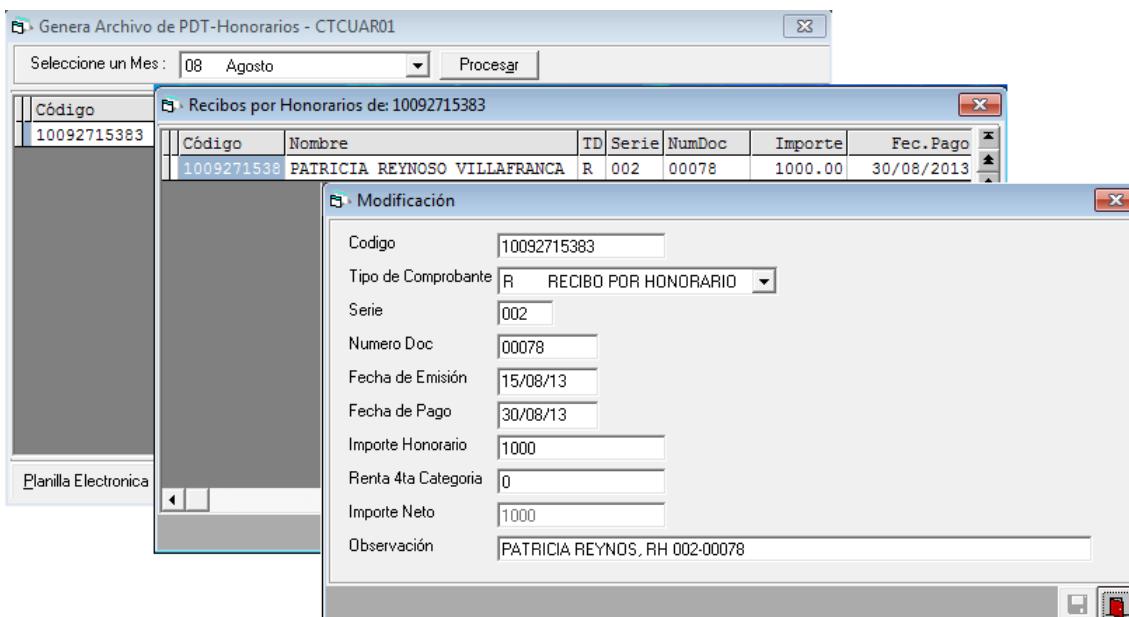 Genera Archivo de PDT-Honorarios - CTCUAR01
Seleccione un Mes : 08 Agosto Procesar
Código
10092715383
Planilla Electronica
Recibos por Honorarios de: 10092715383
Código Nombre TD Serie NumDoc Importe Fec.Pago
1009271538 PATRICIA REYNOSO VILLAFRANCA R 002 00078 1000.00 30/08/2013
Modificación
Codigo 10092715383
Tipo de Comprobante R RECIBO POR HONORARIO
Serie 002
Numero Doc 00078
Fecha de Emisión 15/08/13
Fecha de Pago 30/08/13
Importe Honorario 1000
Renta 4ta Categoria 0
Importe Neto 1000
Observación PATRICIA REYNOS, RH 002-00078